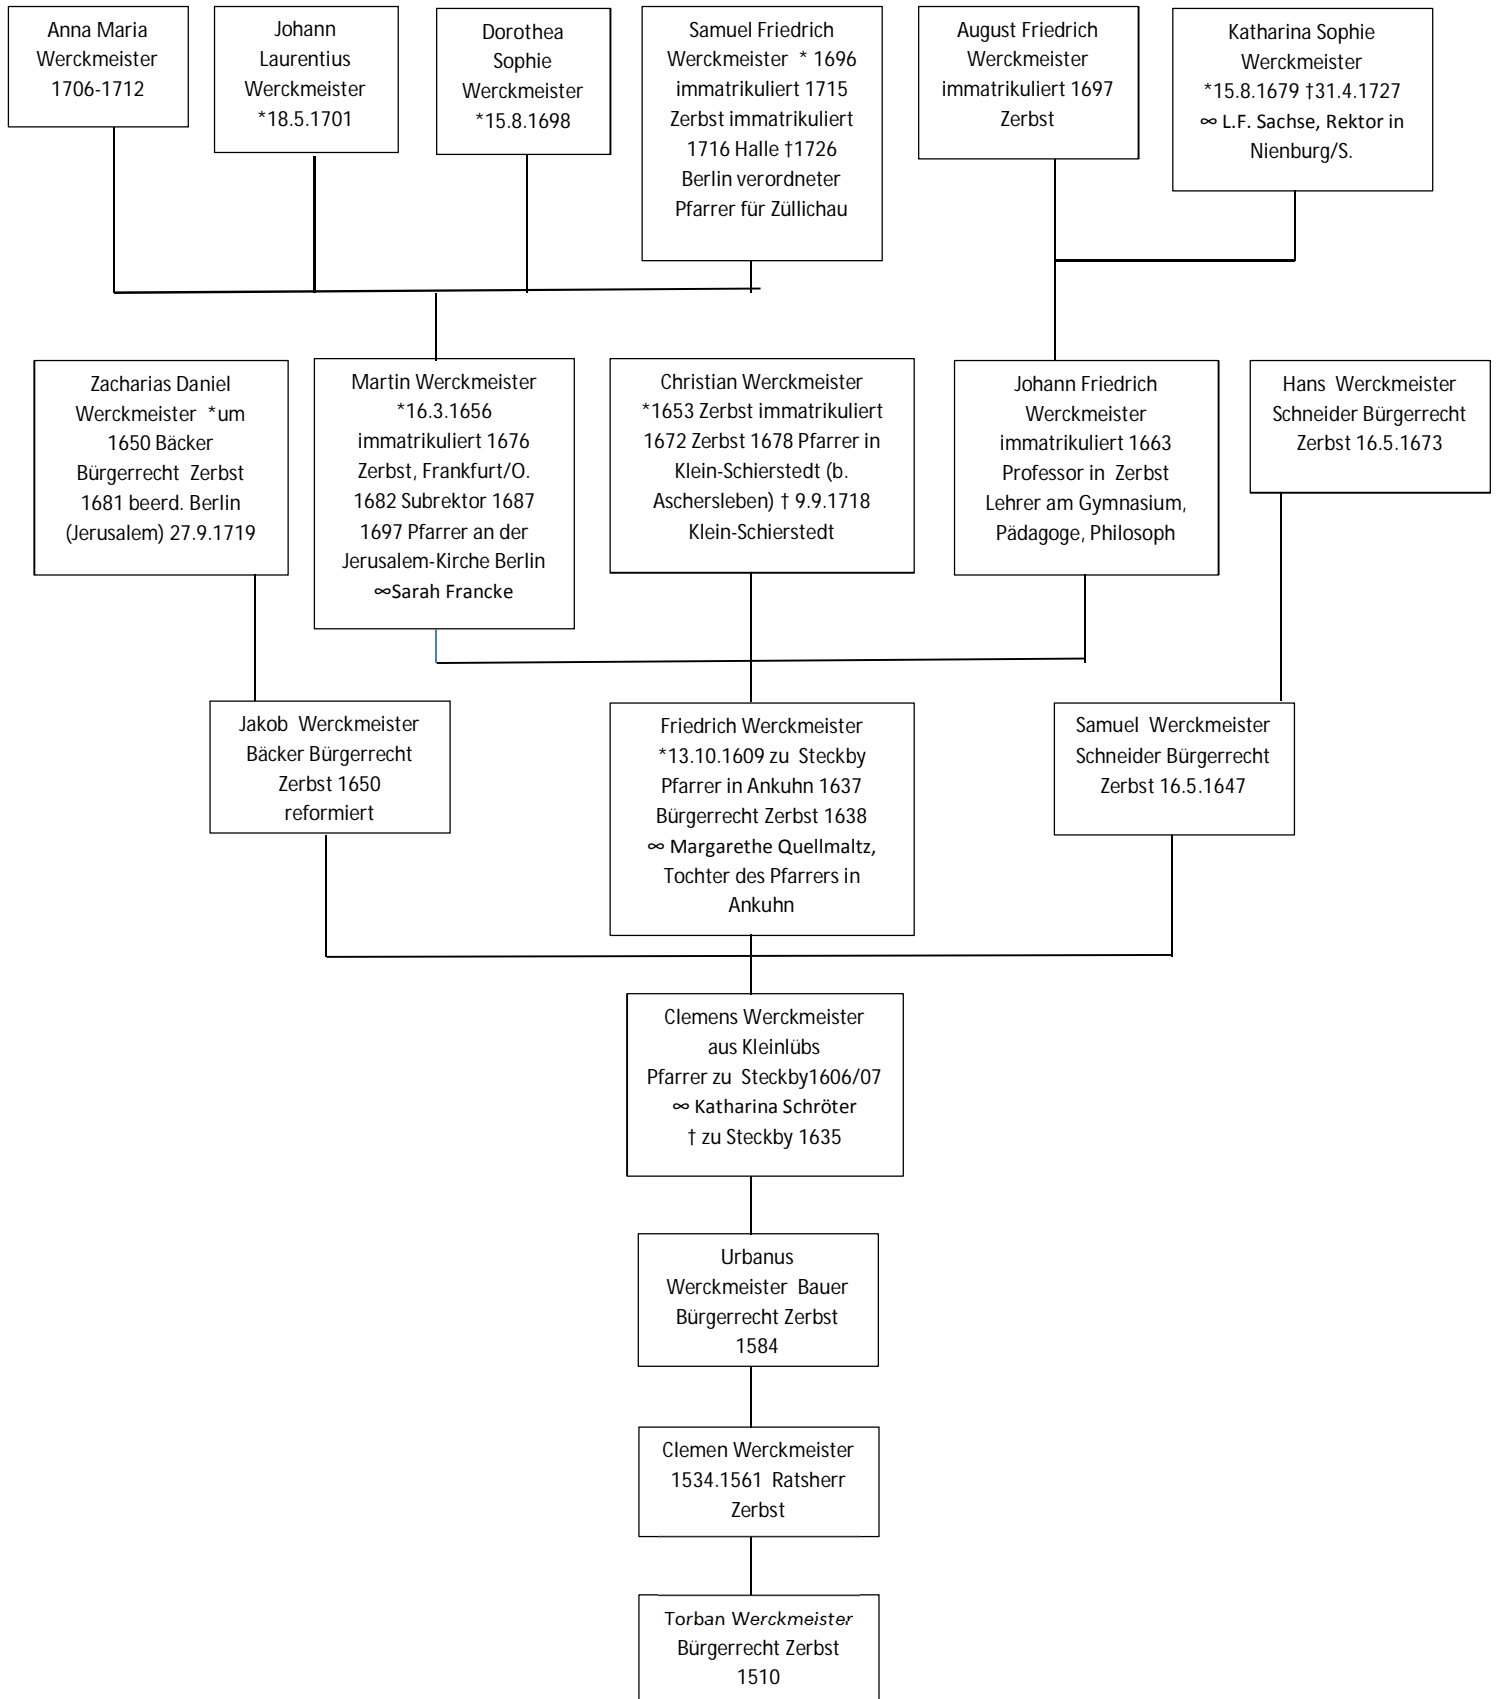 Anna Maria
Werckmeister
1706-1712
Johann
Laurentius
Werckmeister
*18.5.1701
Dorothea
Sophie
Werckmeister
*15.8.1698
Samuel Friedrich
Werckmeister * 1696
immatrikuliert 1715
Zerbst immatrikuliert
1716 Halle †1726
Berlin verordneter
Pfarrer für Züllichau
August Friedrich
Werckmeister
immatrikuliert 1697
Zerbst
Katharina Sophie
Werckmeister
*15.8.1679 †31.4.1727
∞ L.F. Sachse, Rektor in
Nienburg/S.
Zacharias Daniel
Werckmeister *um
1650 Bäcker
Bürgerrecht Zerbst
1681 beerd. Berlin
(Jerusalem) 27.9.1719
Martin Werckmeister
*16.3.1656
immatrikuliert 1676
Zerbst, Frankfurt/O.
1682 Subrektor 1687
1697 Pfarrer an der
Jerusalem-Kirche Berlin
∞Sarah Francke
Christian Werckmeister
*1653 Zerbst immatrikuliert
1672 Zerbst 1678 Pfarrer in
Klein-Schierstedt (b.
Aschersleben) † 9.9.1718
Klein-Schierstedt
Johann Friedrich
Werckmeister
immatrikuliert 1663
Professor in Zerbst
Lehrer am Gymnasium,
Pädagoge, Philosoph
Hans Werckmeister
Schneider Bürgerrecht
Zerbst 16.5.1673
Jakob Werckmeister
Bäcker Bürgerrecht
Zerbst 1650
reformiert
Friedrich Werckmeister
*13.10.1609 zu Steckby
Pfarrer in Ankuhn 1637
Bürgerrecht Zerbst 1638
∞ Margarethe Quellmaltz,
Tochter des Pfarrers in
Ankuhn
Samuel Werckmeister
Schneider Bürgerrecht
Zerbst 16.5.1647
Clemens Werckmeister
aus Kleinlübs
Pfarrer zu Steckby1606/07
∞ Katharina Schröter
† zu Steckby 1635
Urbanus
Werckmeister Bauer
Bürgerrecht Zerbst
1584
Clemen Werckmeister
1534.1561 Ratsherr
Zerbst
Torban Werckmeister
Bürgerrecht Zerbst
1510